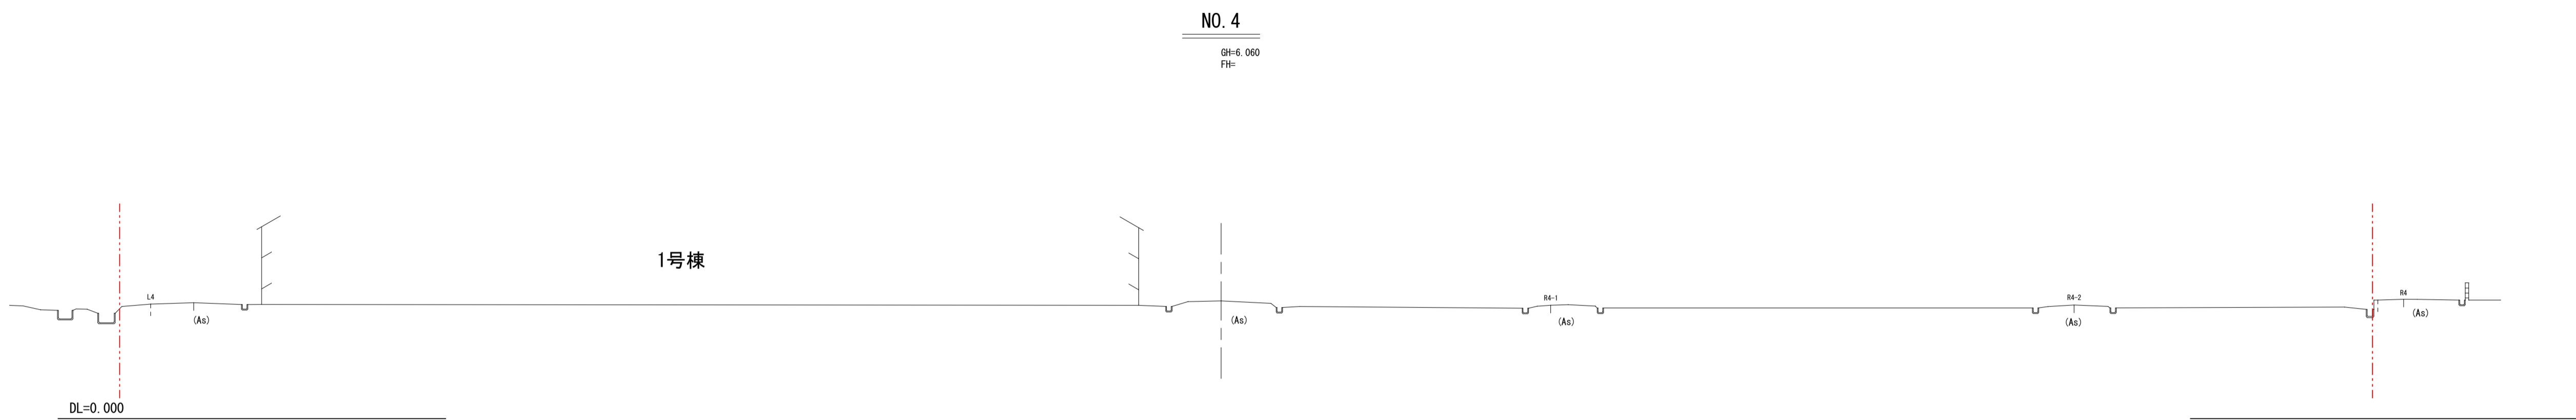 NO. 4
GH=6. 060
FH=
1号棟
L4
(As)
(As)
R4-1
(As)
R4-2
(As)
R4
(As)
DL=0. 000